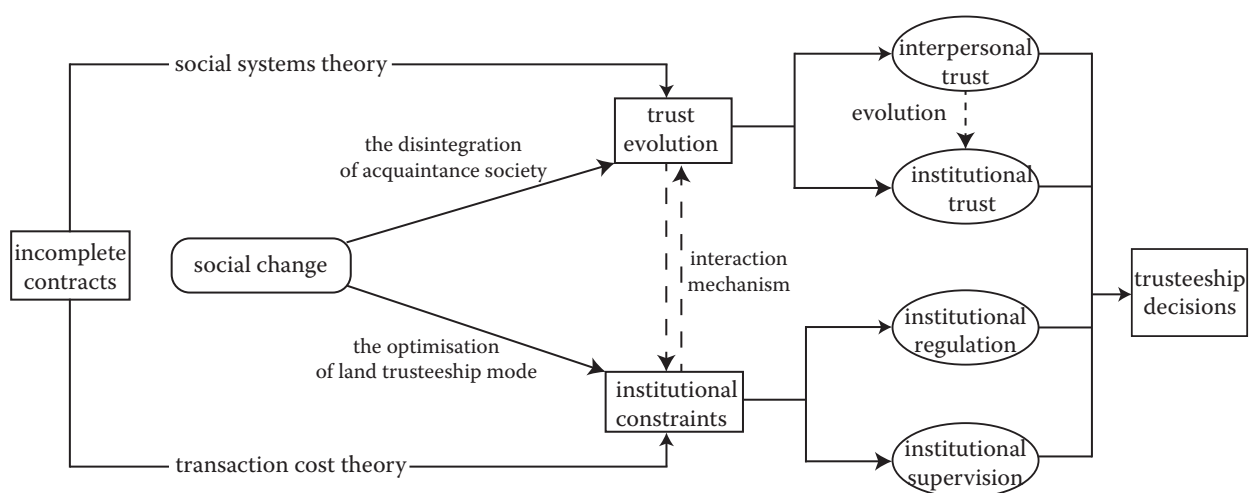 social systems theory
interpersonal
trust
trust
evolution
evolution
the disintegration
of acquaintance society
institutional
trust
incomplete
contracts
social change
interaction
mechanism
trusteeship
decisions
the optimisation
of land trusteeship mode
institutional
regulation
institutional
constraints
transaction cost theory
institutional
supervision